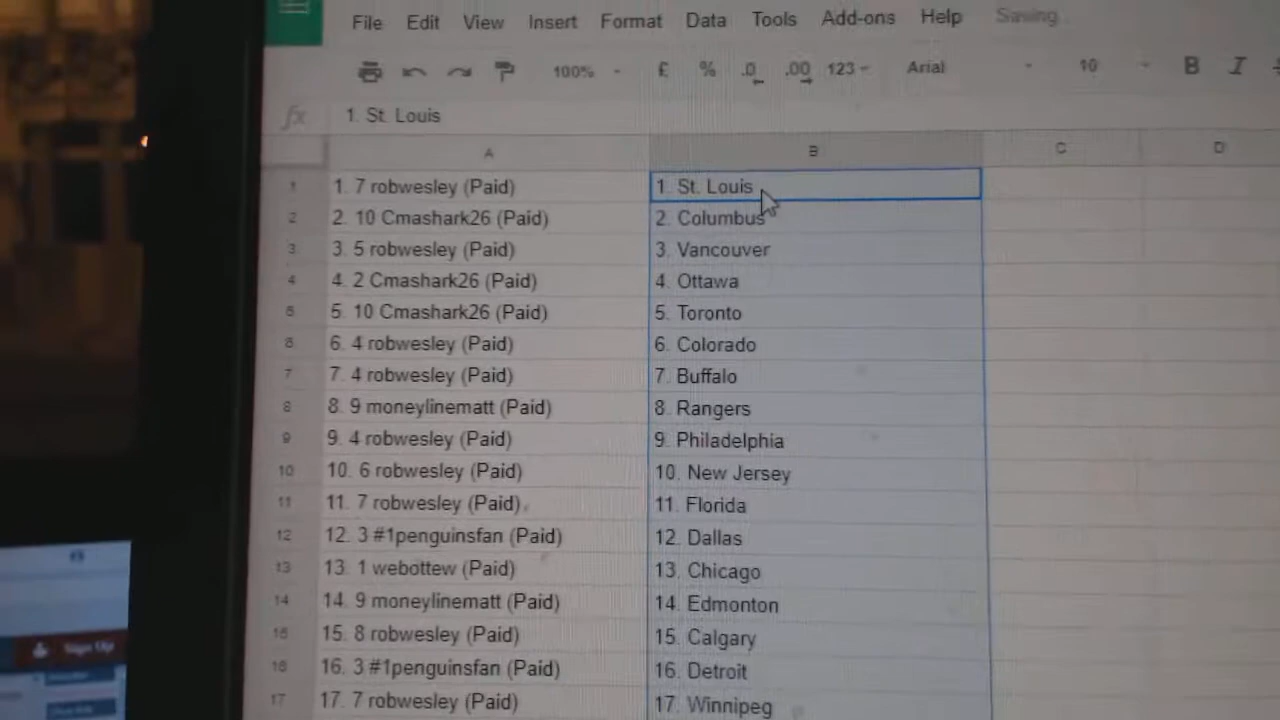 File Edit View Insert Format Data Tools Add-ons Help Saving...
100% £ % .0 .00 123 Arial 10 B I
fx 1. St. Louis
A B C D
1 1. 7 robwesley (Paid) 1. St. Louis
2 2. 10 Cmashark26 (Paid) 2. Columbus
3 3. 5 robwesley (Paid) 3. Vancouver
4 4. 2 Cmashark26 (Paid) 4. Ottawa
5 5. 10 Cmashark26 (Paid) 5. Toronto
6 6. 4 robwesley (Paid) 6. Colorado
7 7. 4 robwesley (Paid) 7. Buffalo
8 8. 9 moneylinematt (Paid) 8. Rangers
9 9. 4 robwesley (Paid) 9. Philadelphia
10 10. 6 robwesley (Paid) 10. New Jersey
11 11. 7 robwesley (Paid) 11. Florida
12 12. 3 #1penguinsfan (Paid) 12. Dallas
13 13. 1 webottew (Paid) 13. Chicago
14 14. 9 moneylinematt (Paid) 14. Edmonton
15 15. 8 robwesley (Paid) 15. Calgary
16 16. 3 #1penguinsfan (Paid) 16. Detroit
17 17. 7 robwesley (Paid) 17. Winnipeg
Sign Up